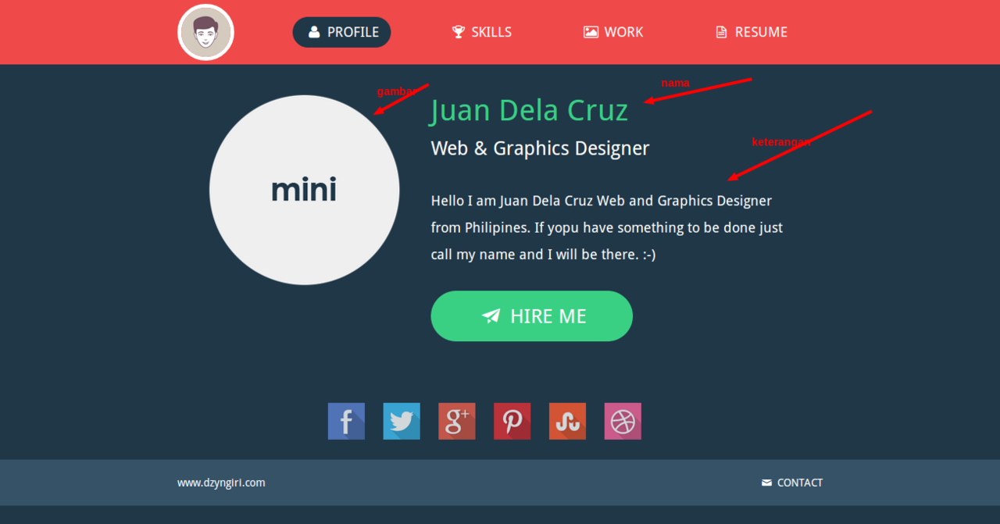 PROFILE SKILLS WORK RESUME
gambar
nama
Juan Dela Cruz
keterangan
Web & Graphics Designer
mini
Hello I am Juan Dela Cruz Web and Graphics Designer
from Philipines. If yopu have something to be done just
call my name and I will be there. :-)
HIRE ME
www.dzyngiri.com
CONTACT